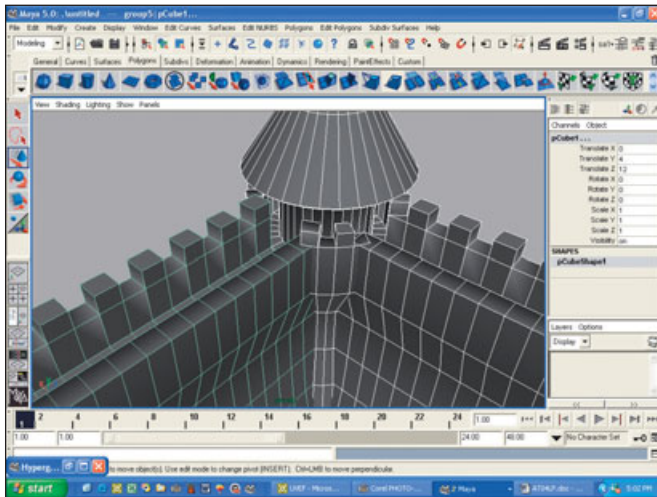 Maya 5.0: .\untitled --- group5|pCube1...
File Edit Modify Create Display Window Edit Curves Surfaces Edit NURBS Polygons Edit Polygons Subdiv Surfaces Help
Modeling
General Curves Surfaces Polygons Subdivs Deformation Animation Dynamics Rendering PaintEffects Custom
View Shading Lighting Show Panels
Channels Object
pCube1...
Translate X 0
Translate Y 4
Translate Z 12
Rotate X 0
Rotate Y 0
Rotate Z 0
Scale X 1
Scale Y 1
Scale Z 1
Visibility on
SHAPES
pCubeShape1
Layers Options
Display
1 2 4 6 8 10 12 14 16 18 20 22 24 1.00
1.00 1.00 24.00 48.00 No Character Set
Hyperg... to move object(s). Use edit mode to change pivot (INSERT). Ctrl+LMB to move perpendicular.
start Corel PHOTO-... 2 Maya 5:02 PM